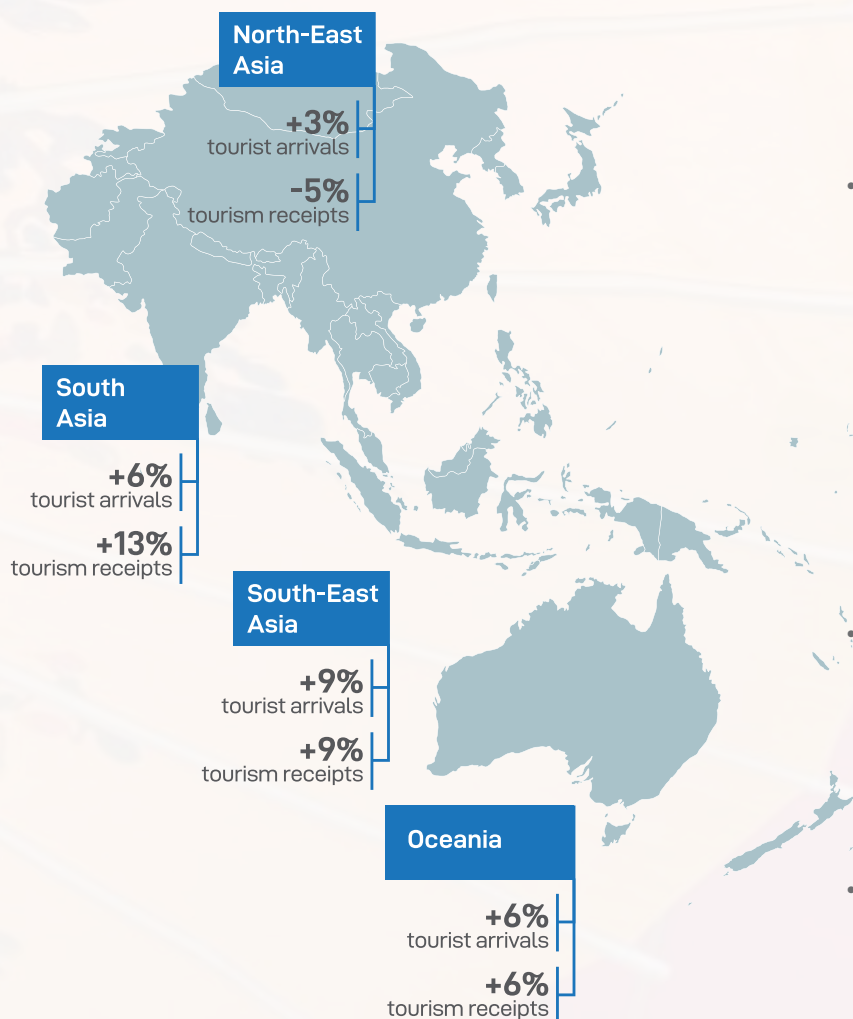 North-East
Asia
+3%
tourist arrivals
-5%
tourism receipts
South
Asia
+6%
tourist arrivals
+13%
tourism receipts
South-East
Asia
+9%
tourist arrivals
+9%
tourism receipts
Oceania
+6%
tourist arrivals
+6%
tourism receipts